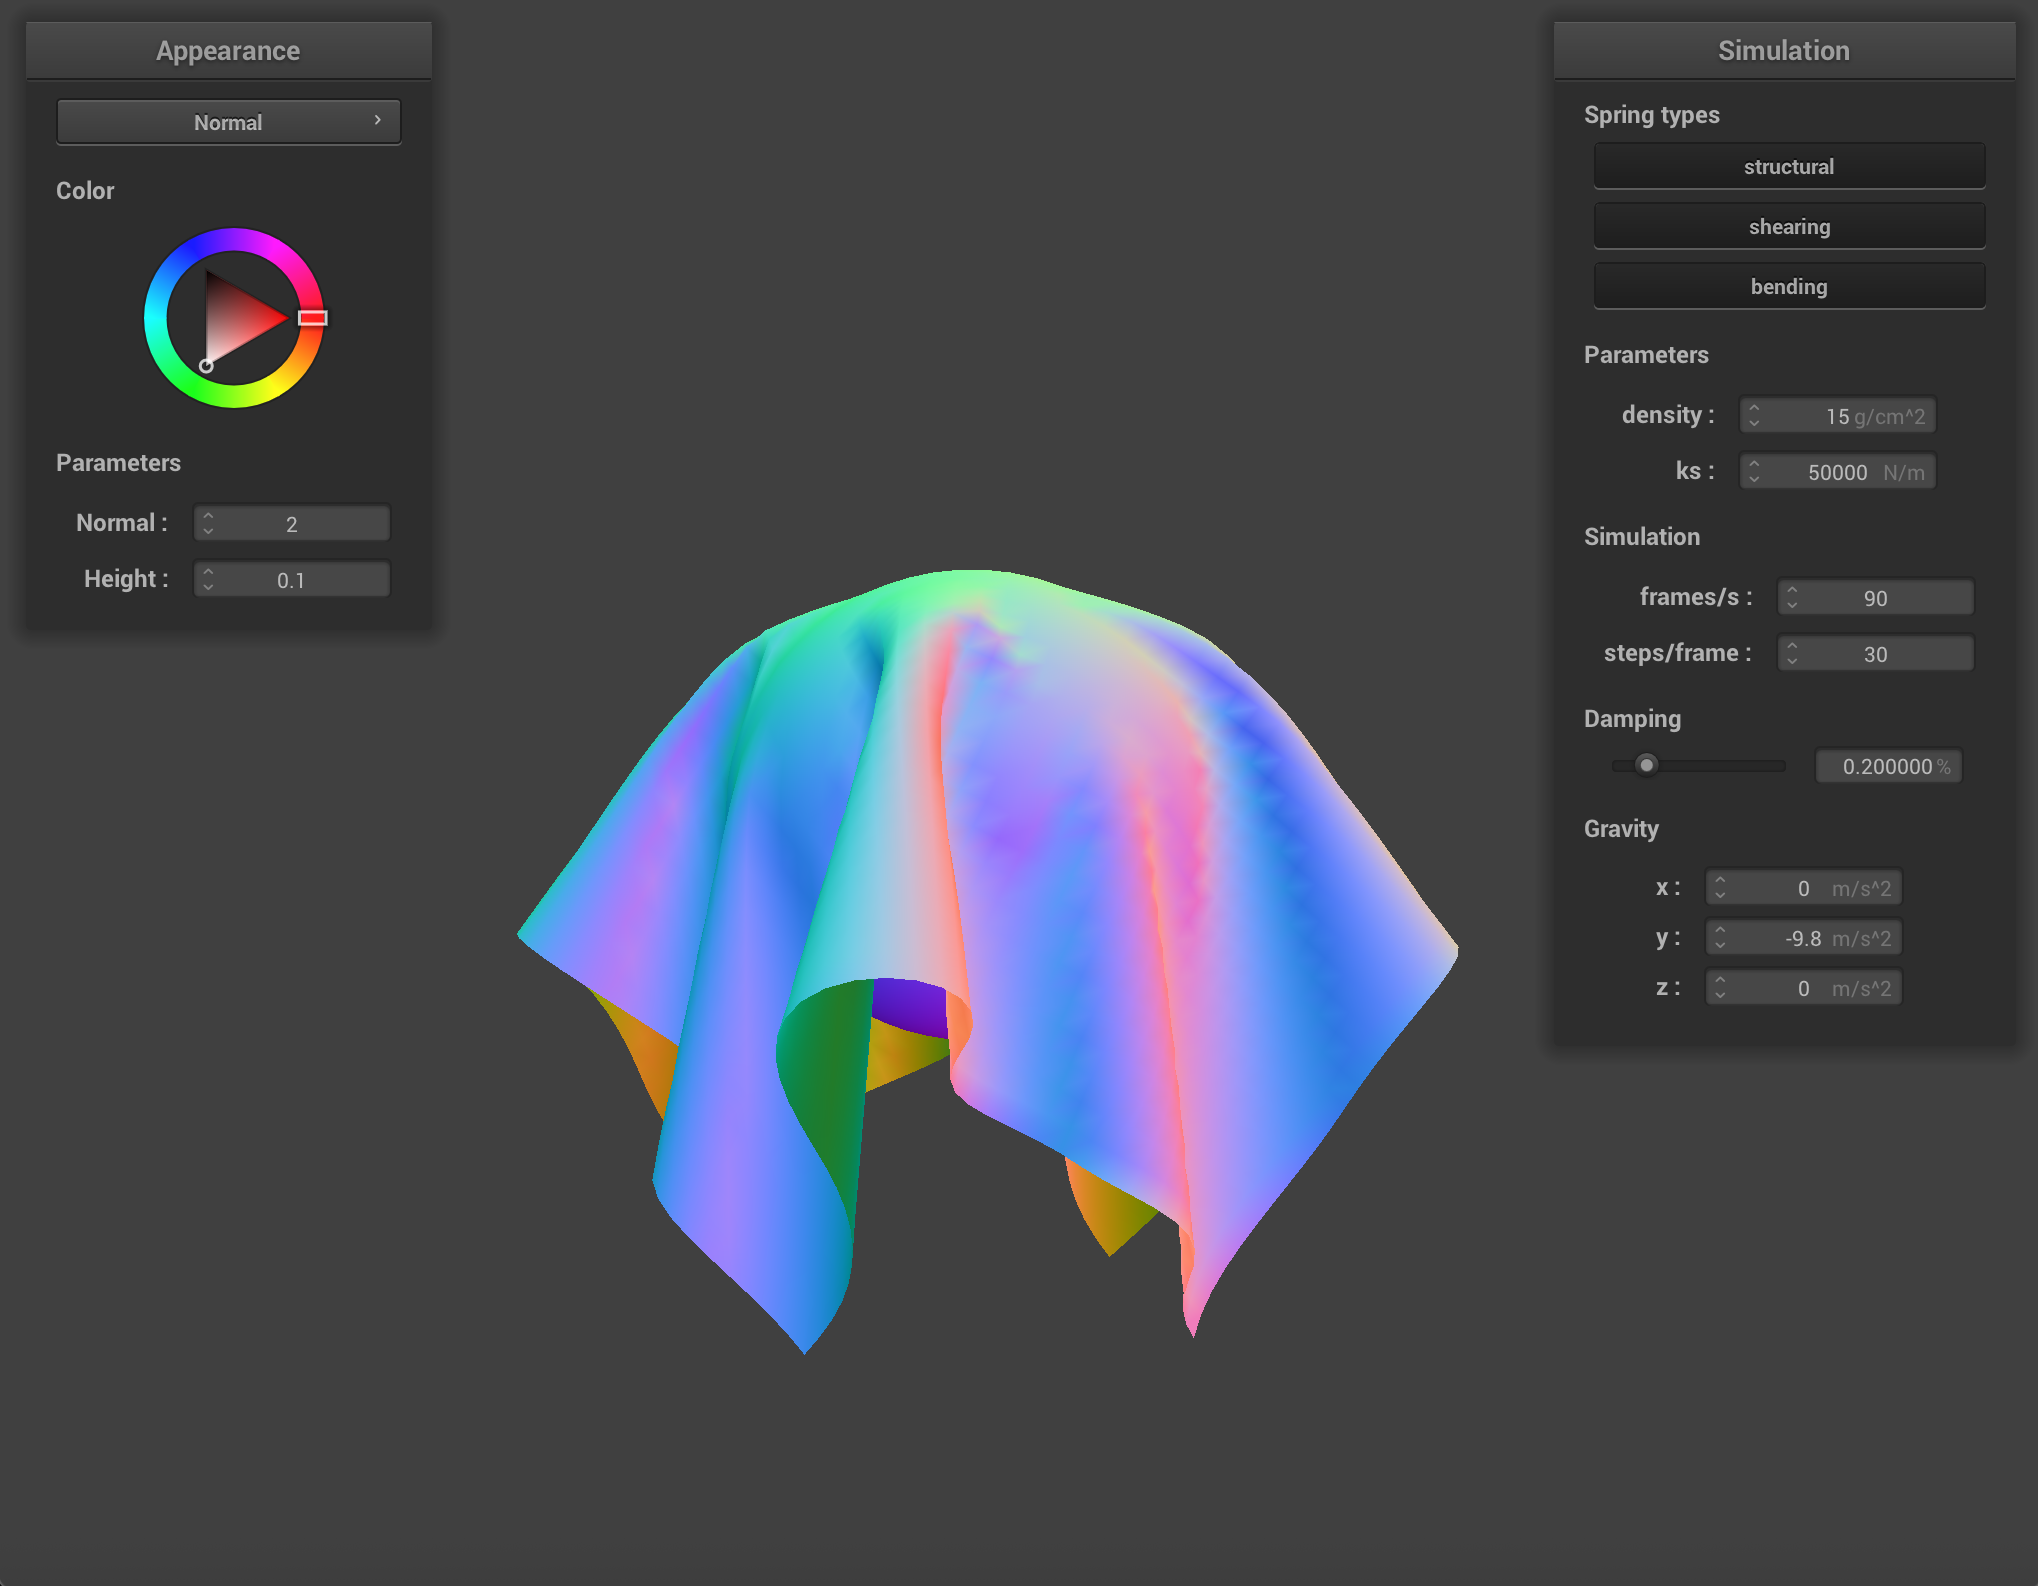 Appearance
Normal
Color
Parameters
Normal : 2
Height : 0.1
Simulation
Spring types
structural
shearing
bending
Parameters
density : 15 g/cm^2
ks : 50000 N/m
Simulation
frames/s : 90
steps/frame : 30
Damping
0.200000 %
Gravity
x : 0 m/s^2
y : -9.8 m/s^2
z : 0 m/s^2